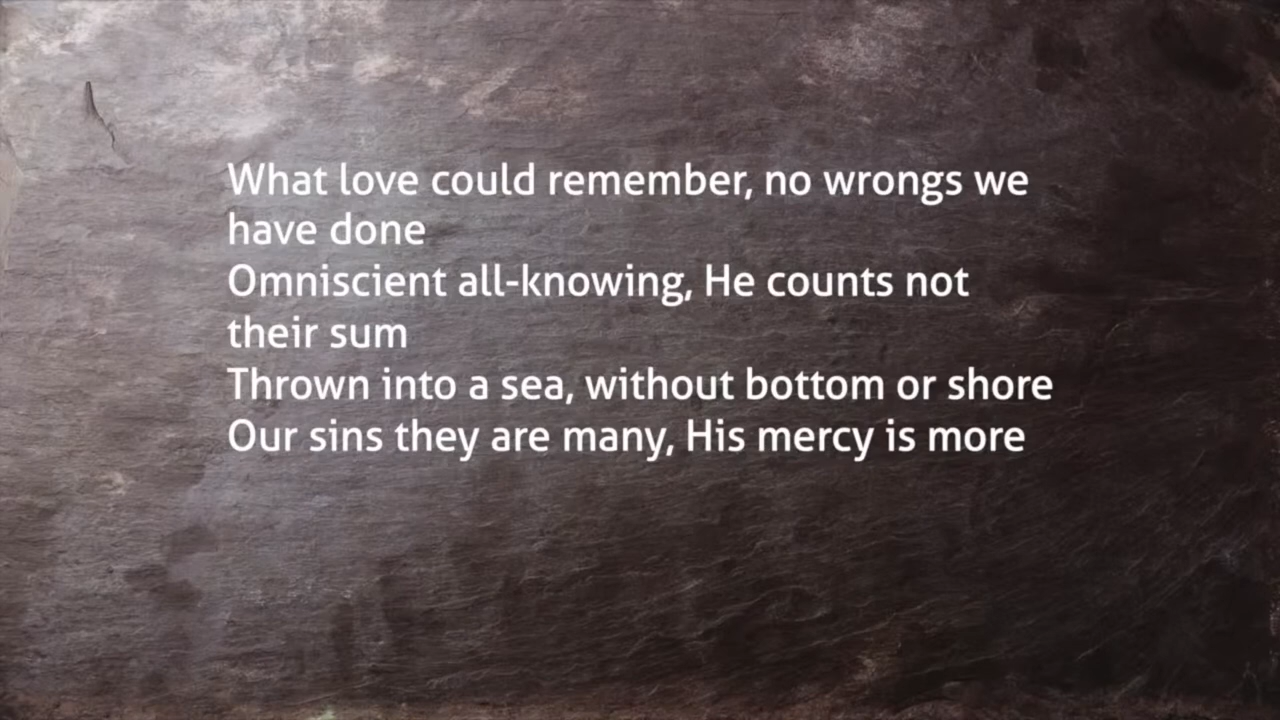 What love could remember, no wrongs we
have done
Omniscient all-knowing, He counts not
their sum
Thrown into a sea, without bottom or shore
Our sins they are many, His mercy is more